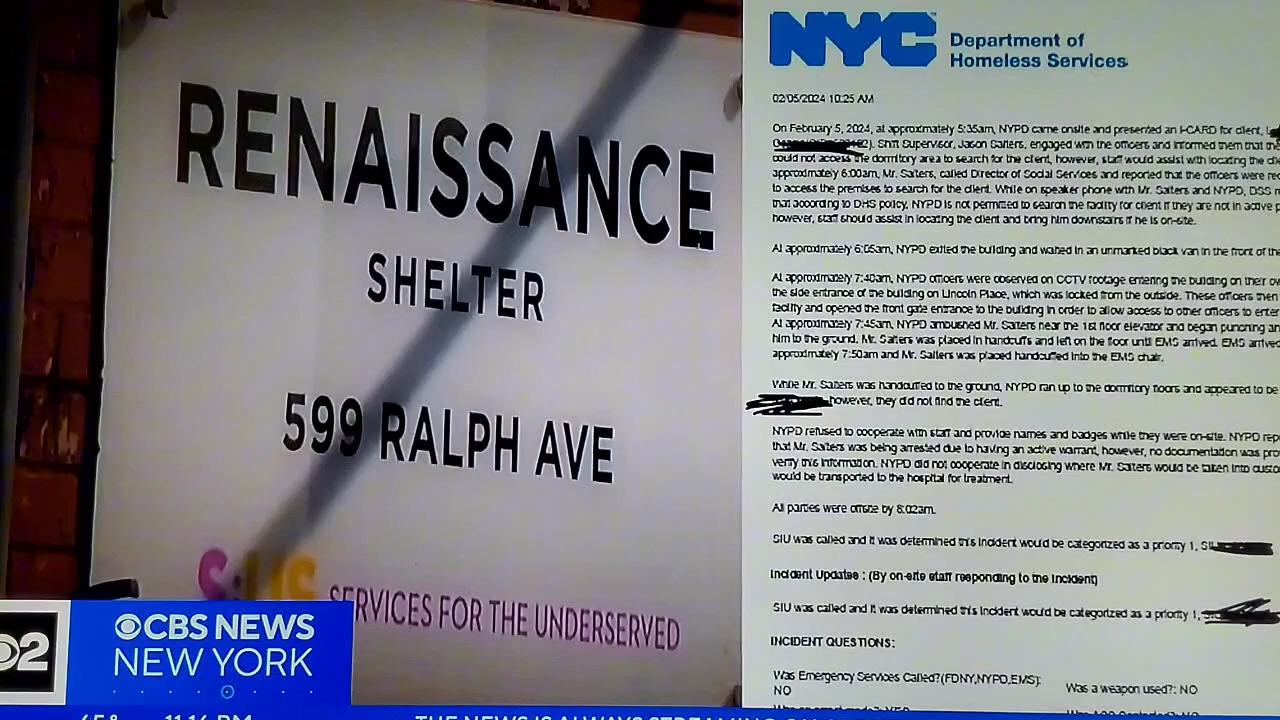 RENAISSANCE
SHELTER
599 RALPH AVE
S:US SERVICES FOR THE UNDERSERVED
NYC Department of
Homeless Services
02/05/2024 10:25 AM
On February 5, 2024, at approximately 5:35am, NYPD came onsite and presented an I-CARD for client,
Shift Supervisor, Jason Salters, engaged with the officers and informed them that the
could not access the dormitory area to search for the client, however, staff would assist with locating the
approximately 6:00am, Mr. Salters, called Director of Social Services and reported that the officers were
to access the premises to search for the client. While on speaker phone with Mr. Salters and NYPD, DSS
that according to DHS policy, NYPD is not permitted to search the facility for client if they are not in active
however, staff should assist in locating the client and bring him downstairs if he is on-site.
At approximately 6:05am, NYPD exited the building and waited in an unmarked black van in the front of the
At approximately 7:40am, NYPD officers were observed on CCTV footage entering the building on their
the side entrance of the building on Lincoln Place, which was locked from the outside. These officers then
facility and opened the front gate entrance to the building in order to allow access to other officers to enter
At approximately 7:45am, NYPD ambushed Mr. Salters near the 1st floor elevator and began punching
him to the ground. Mr. Salters was placed in handcuffs and left on the floor until EMS arrived. EMS
approximately 7:50am and Mr. Salters was placed handcuffed into the EMS chair.
While Mr. Salters was handcuffed to the ground, NYPD ran up to the dormitory floors and appeared to be
however, they did not find the client.
NYPD refused to cooperate with staff and provide names and badges while they were on-site. NYPD
that Mr. Salters was being arrested due to having an active warrant, however, no documentation was
verify this information. NYPD did not cooperate in disclosing where Mr. Salters would be taken into
would be transported to the hospital for treatment.
All parties were offsite by 8:02am.
SIU was called and it was determined this incident would be categorized as a priority 1,
Incident Updates : (By on-site staff responding to the Incident)
SIU was called and it was determined this incident would be categorized as a priority 1,
INCIDENT QUESTIONS:
Was Emergency Services Called?(FDNY,NYPD,EMS):
NO
Was a weapon used?: NO
2
CBS NEWS
NEW YORK
65° 11:16 PM
THE NEWS IS ALWAYS STREAMING ON